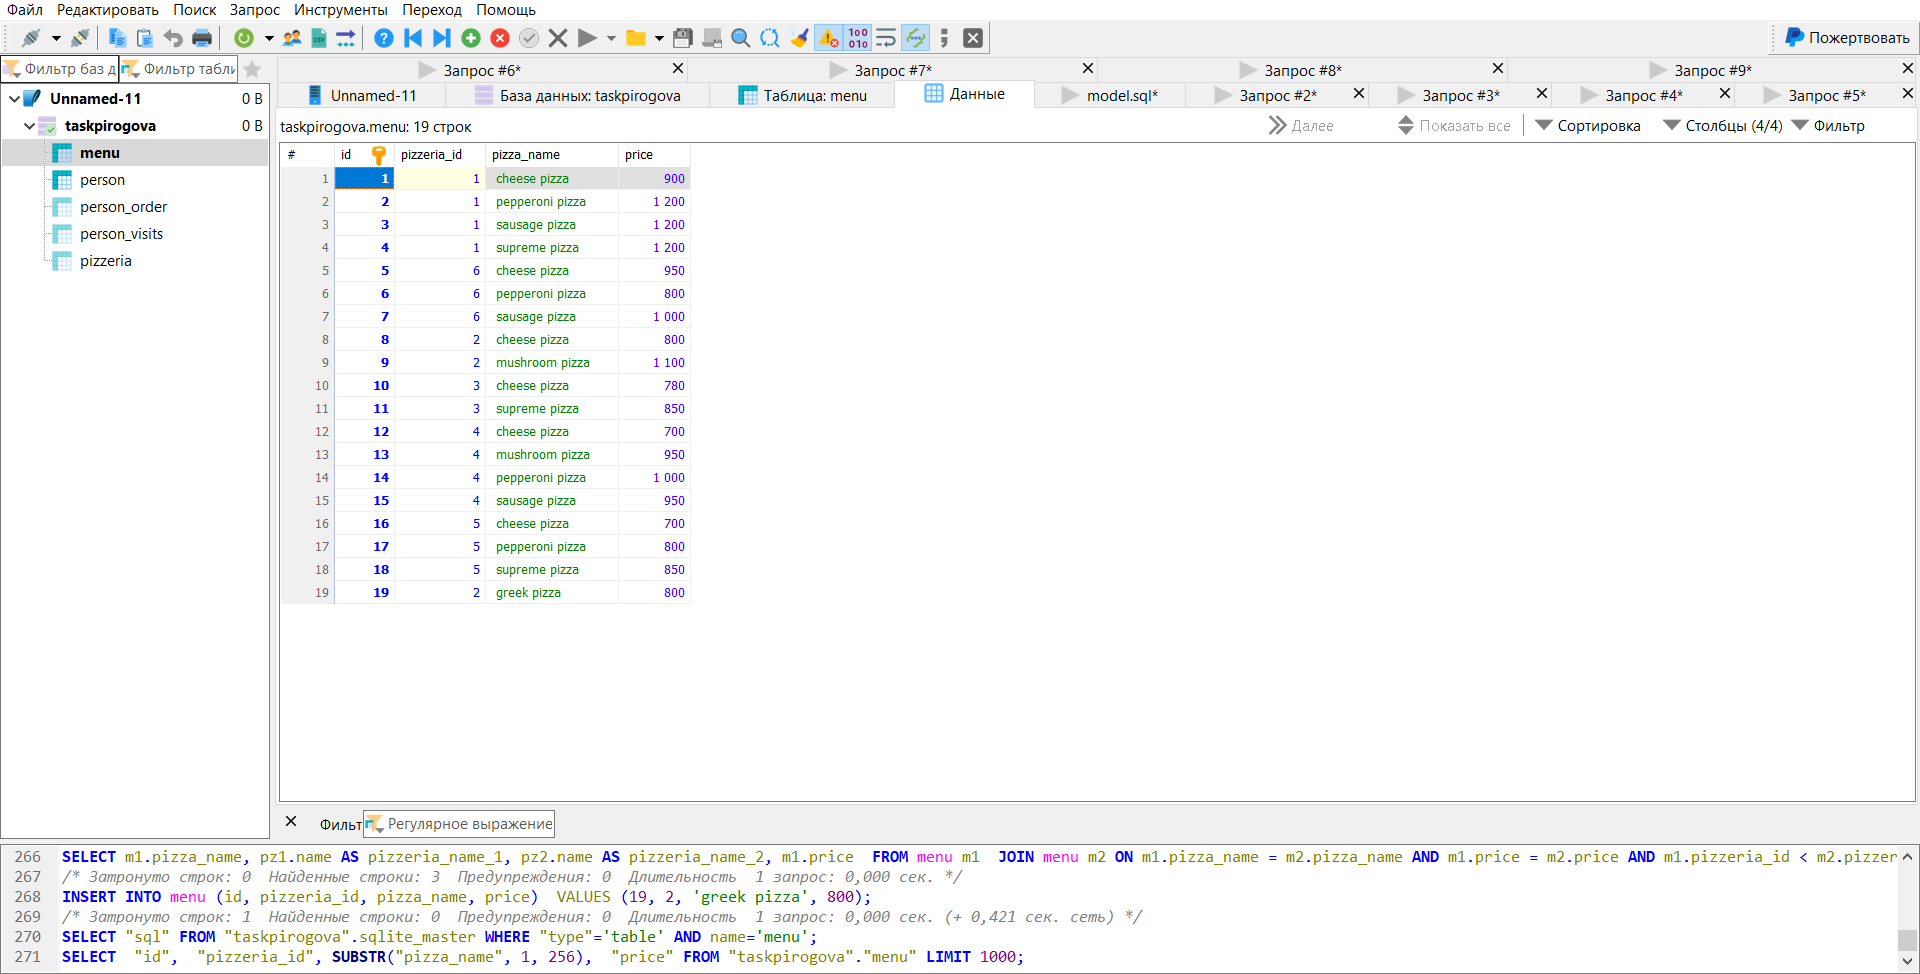 Файл Редактировать Поиск Запрос Инструменты Переход Помощь
Пожертвовать
Фильтр баз д Фильтр табли
Запрос #6* Запрос #7* Запрос #8* Запрос #9*
Unnamed-11 База данных: taskpirogova Таблица: menu Данные model.sql* Запрос #2* Запрос #3* Запрос #4* Запрос #5*
Unnamed-11 0 B
taskpirogova 0 B
menu
person
person_order
person_visits
pizzeria
taskpirogova.menu: 19 строк Далее Показать все Сортировка Столбцы (4/4) Фильтр
# id pizzeria_id pizza_name price
1 1 1 cheese pizza 900
2 2 1 pepperoni pizza 1 200
3 3 1 sausage pizza 1 200
4 4 1 supreme pizza 1 200
5 5 6 cheese pizza 950
6 6 6 pepperoni pizza 800
7 7 6 sausage pizza 1 000
8 8 2 cheese pizza 800
9 9 2 mushroom pizza 1 100
10 10 3 cheese pizza 780
11 11 3 supreme pizza 850
12 12 4 cheese pizza 700
13 13 4 mushroom pizza 950
14 14 4 pepperoni pizza 1 000
15 15 4 sausage pizza 950
16 16 5 cheese pizza 700
17 17 5 pepperoni pizza 800
18 18 5 supreme pizza 850
19 19 2 greek pizza 800
Фильт Регулярное выражение
266 SELECT m1.pizza_name, pz1.name AS pizzeria_name_1, pz2.name AS pizzeria_name_2, m1.price FROM menu m1 JOIN menu m2 ON m1.pizza_name = m2.pizza_name AND m1.price = m2.price AND m1.pizzeria_id < m2.pizzer
267 /* Затронуто строк: 0 Найденные строки: 3 Предупреждения: 0 Длительность 1 запрос: 0,000 сек. */
268 INSERT INTO menu (id, pizzeria_id, pizza_name, price) VALUES (19, 2, 'greek pizza', 800);
269 /* Затронуто строк: 1 Найденные строки: 0 Предупреждения: 0 Длительность 1 запрос: 0,000 сек. (+ 0,421 сек. сеть) */
270 SELECT "sql" FROM "taskpirogova".sqlite_master WHERE "type"='table' AND name='menu';
271 SELECT "id", "pizzeria_id", SUBSTR("pizza_name", 1, 256), "price" FROM "taskpirogova"."menu" LIMIT 1000;